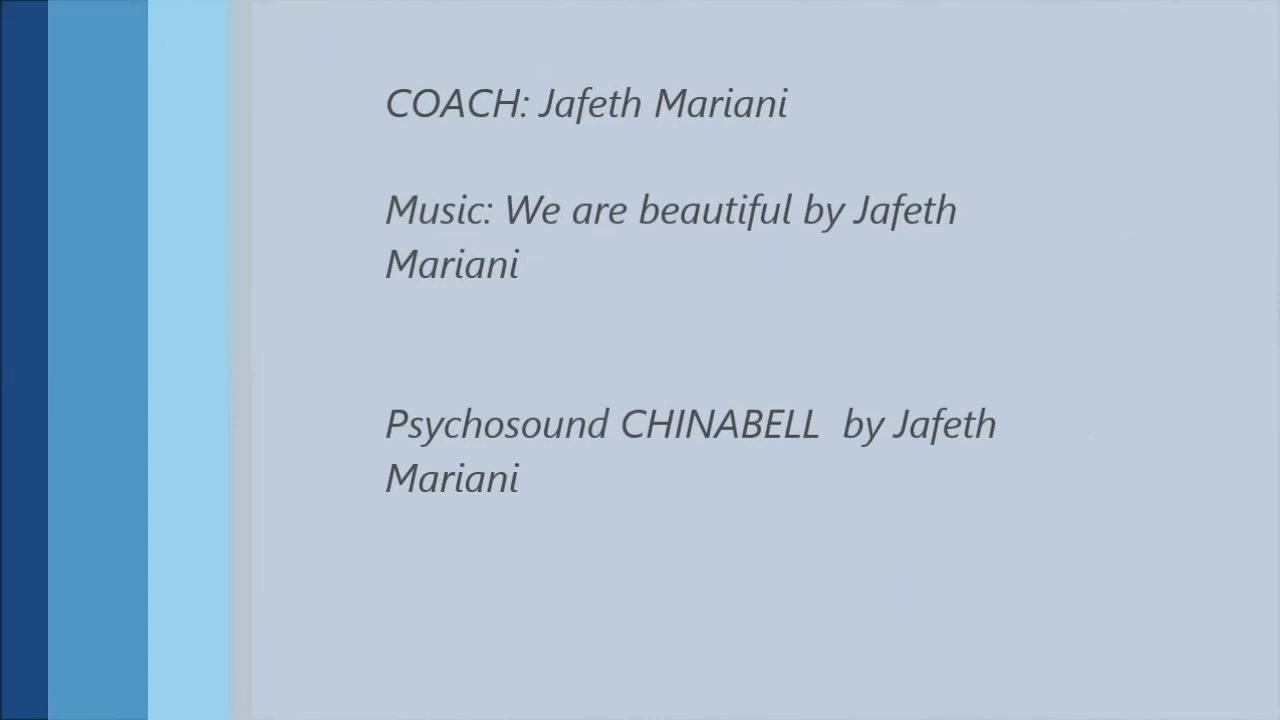 COACH: Jafeth Mariani
Music: We are beautiful by Jafeth
Mariani
Psychosound CHINABELL  by Jafeth
Mariani